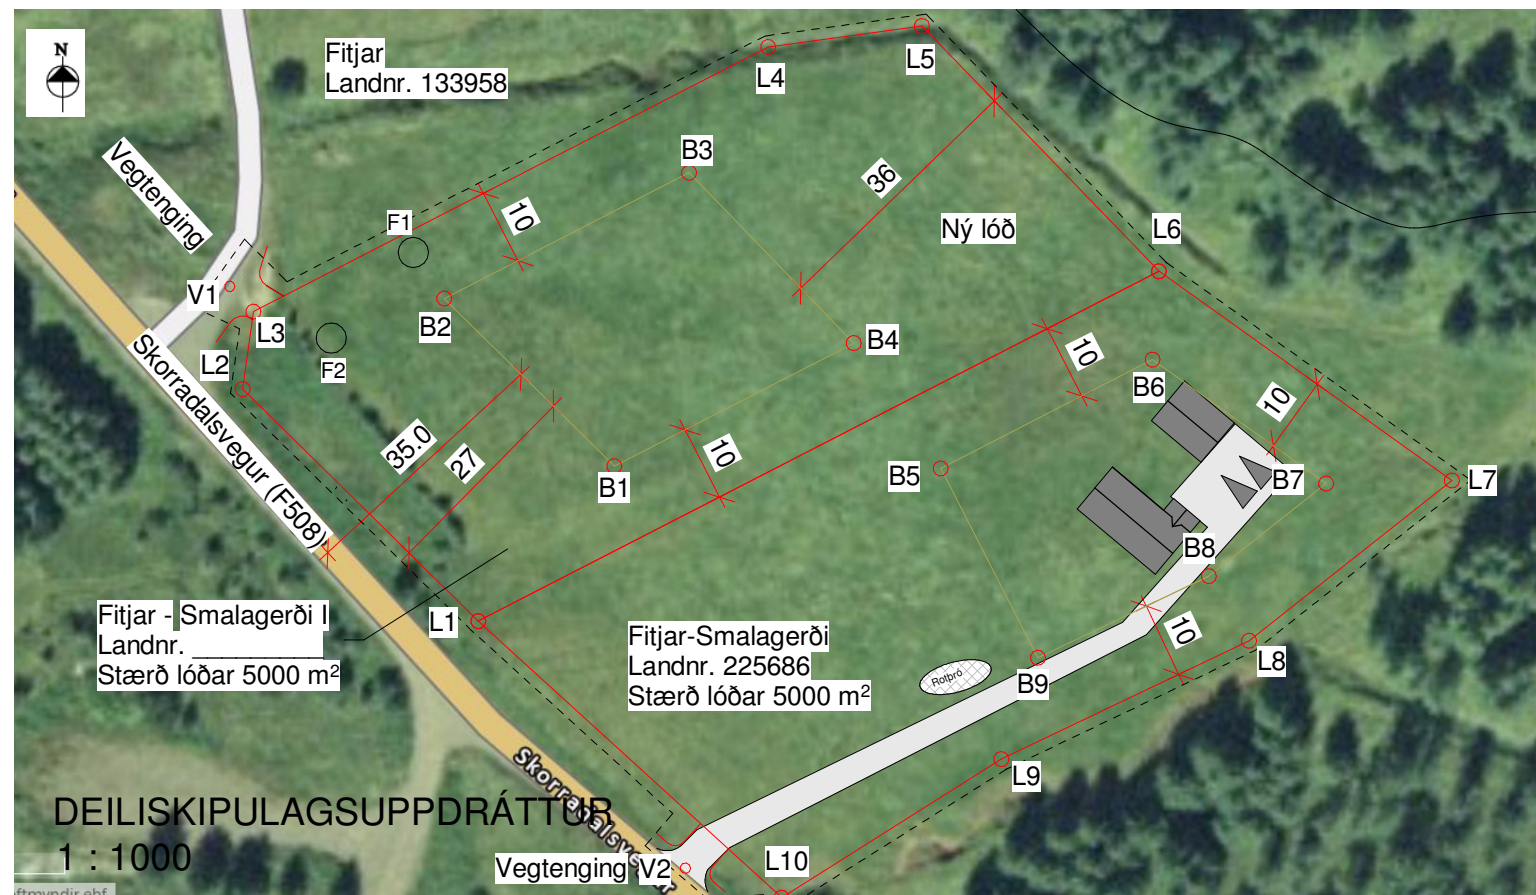 N
Fitjar
Landnr. 133958
L4
L5
Vegtenging
B3
36
10
F1
Ný lóð
L6
V1
L3
B2
L2
F2
B4
10
B6
10
Skorradalsvegur (F508)
35.0
27
10
B1
B5
B7
L7
B8
Fitjar - Smalagerði I
Landnr. __________
Stærð lóðar 5000 m²
L1
Fitjar-Smalagerði
Landnr. 225686
Stærð lóðar 5000 m²
10
Rotþró
B9
L8
L9
DEILISKIPULAGSUPPDRÁTTUR
1 : 1000
Skorradalsvegur
Vegtenging V2
L10